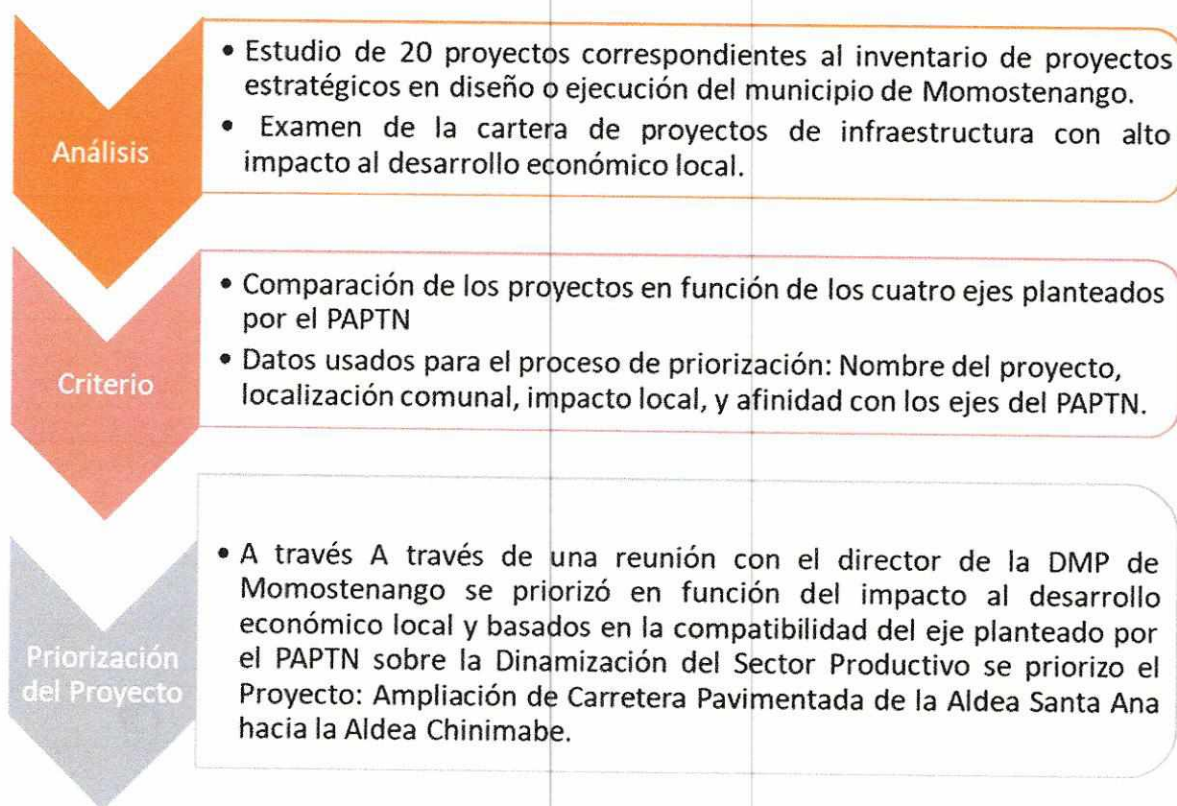 Análisis
• Estudio de 20 proyectos correspondientes al inventario de proyectos
estratégicos en diseño o ejecución del municipio de Momostenango.
• Examen de la cartera de proyectos de infraestructura con alto
impacto al desarrollo económico local.
Criterio
• Comparación de los proyectos en función de los cuatro ejes planteados
por el PAPTN
• Datos usados para el proceso de priorización: Nombre del proyecto,
localización comunal, impacto local, y afinidad con los ejes del PAPTN.
Priorización
del Proyecto
• A través A través de una reunión con el director de la DMP de
Momostenango se priorizó en función del impacto al desarrollo
económico local y basados en la compatibilidad del eje planteado por
el PAPTN sobre la Dinamización del Sector Productivo se priorizo el
Proyecto: Ampliación de Carretera Pavimentada de la Aldea Santa Ana
hacia la Aldea Chinimabe.